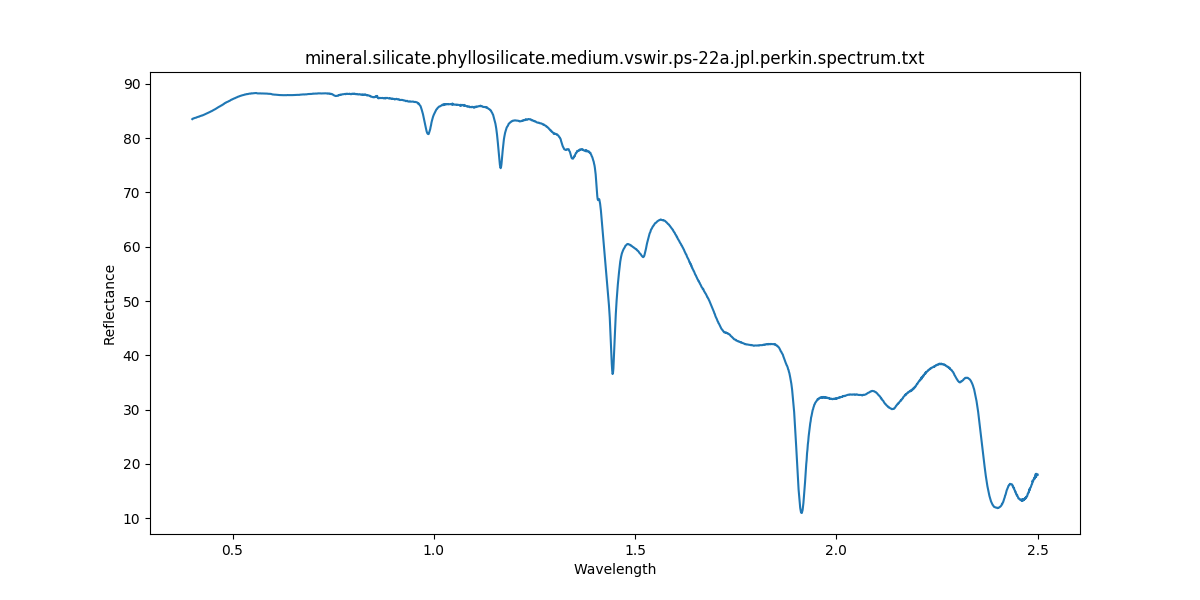 mineral.silicate.phyllosilicate.medium.vswir.ps-22a.jpl.perkin.spectrum.txt
90
80
70
60
50
40
30
20
10
Reflectance
0.5 1.0 1.5 2.0 2.5
Wavelength